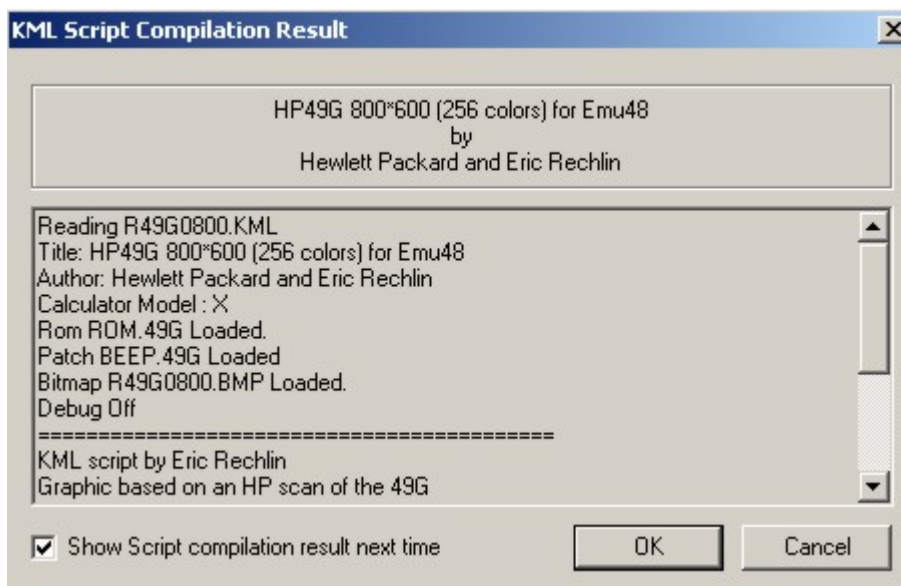 KML Script Compilation Result
HP49G 800*600 (256 colors) for Emu48
by
Hewlett Packard and Eric Rechlin
Reading R49G0800.KML
Title: HP49G 800*600 (256 colors) for Emu48
Author: Hewlett Packard and Eric Rechlin
Calculator Model : X
Rom ROM.49G Loaded.
Patch BEEP.49G Loaded
Bitmap R49G0800.BMP Loaded.
Debug Off
===========================================
KML script by Eric Rechlin
Graphic based on an HP scan of the 49G
Show Script compilation result next time
OK
Cancel